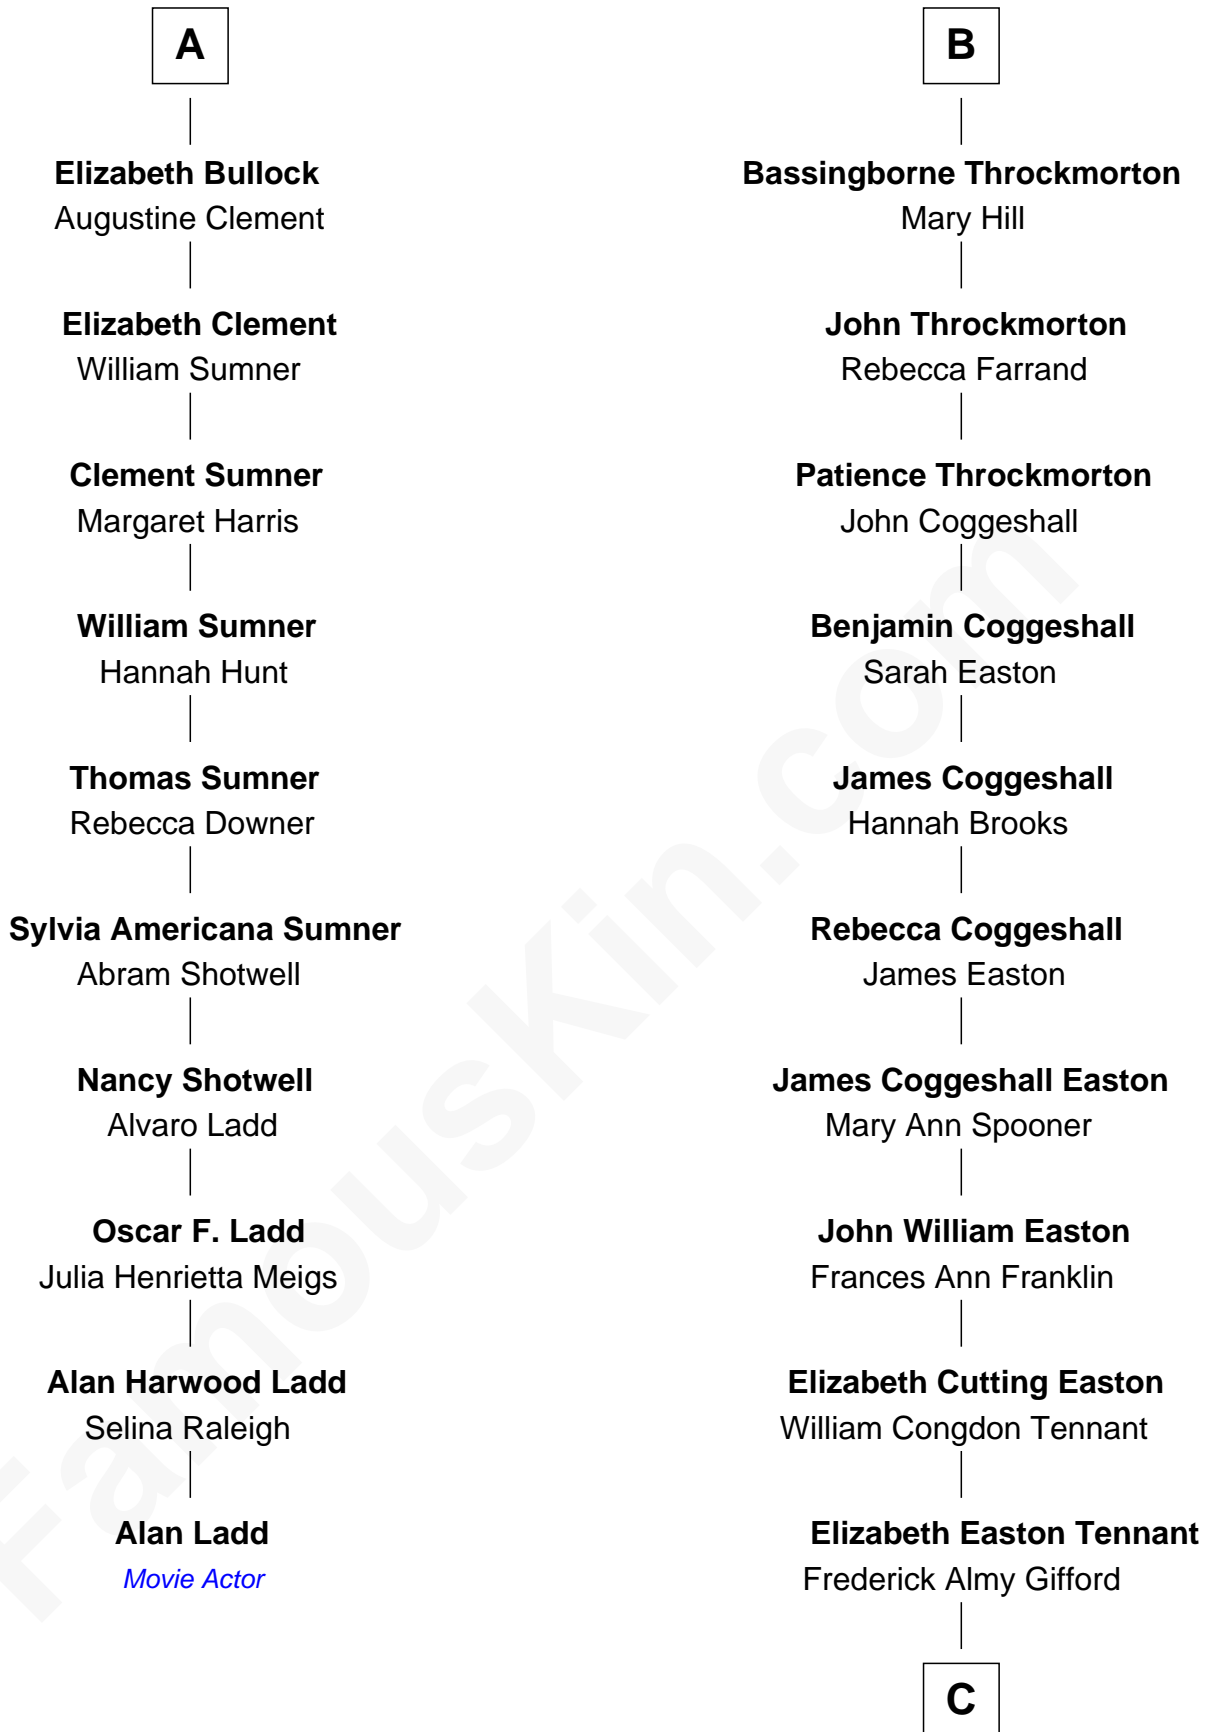 A
Elizabeth Bullock
Augustine Clement
Elizabeth Clement
William Sumner
Clement Sumner
Margaret Harris
William Sumner
Hannah Hunt
Thomas Sumner
Rebecca Downer
Sylvia Americana Sumner
Abram Shotwell
Nancy Shotwell
Alvaro Ladd
Oscar F. Ladd
Julia Henrietta Meigs
Alan Harwood Ladd
Selina Raleigh
Alan Ladd
Movie Actor
B
Bassingborne Throckmorton
Mary Hill
John Throckmorton
Rebecca Farrand
Patience Throckmorton
John Coggeshall
Benjamin Coggeshall
Sarah Easton
James Coggeshall
Hannah Brooks
Rebecca Coggeshall
James Easton
James Coggeshall Easton
Mary Ann Spooner
John William Easton
Frances Ann Franklin
Elizabeth Cutting Easton
William Congdon Tennant
Elizabeth Easton Tennant
Frederick Almy Gifford
C
FamousKin.com